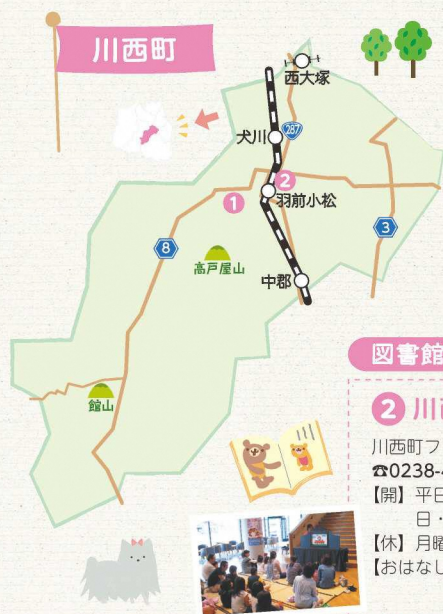 川西町
西大塚
287
犬川
2
羽前小松
1
3
8
高戸屋山
中郡
館山
図書館
2 川
川西町フ
☎0238-
【開】平日
日・
【休】月曜
【おはなし